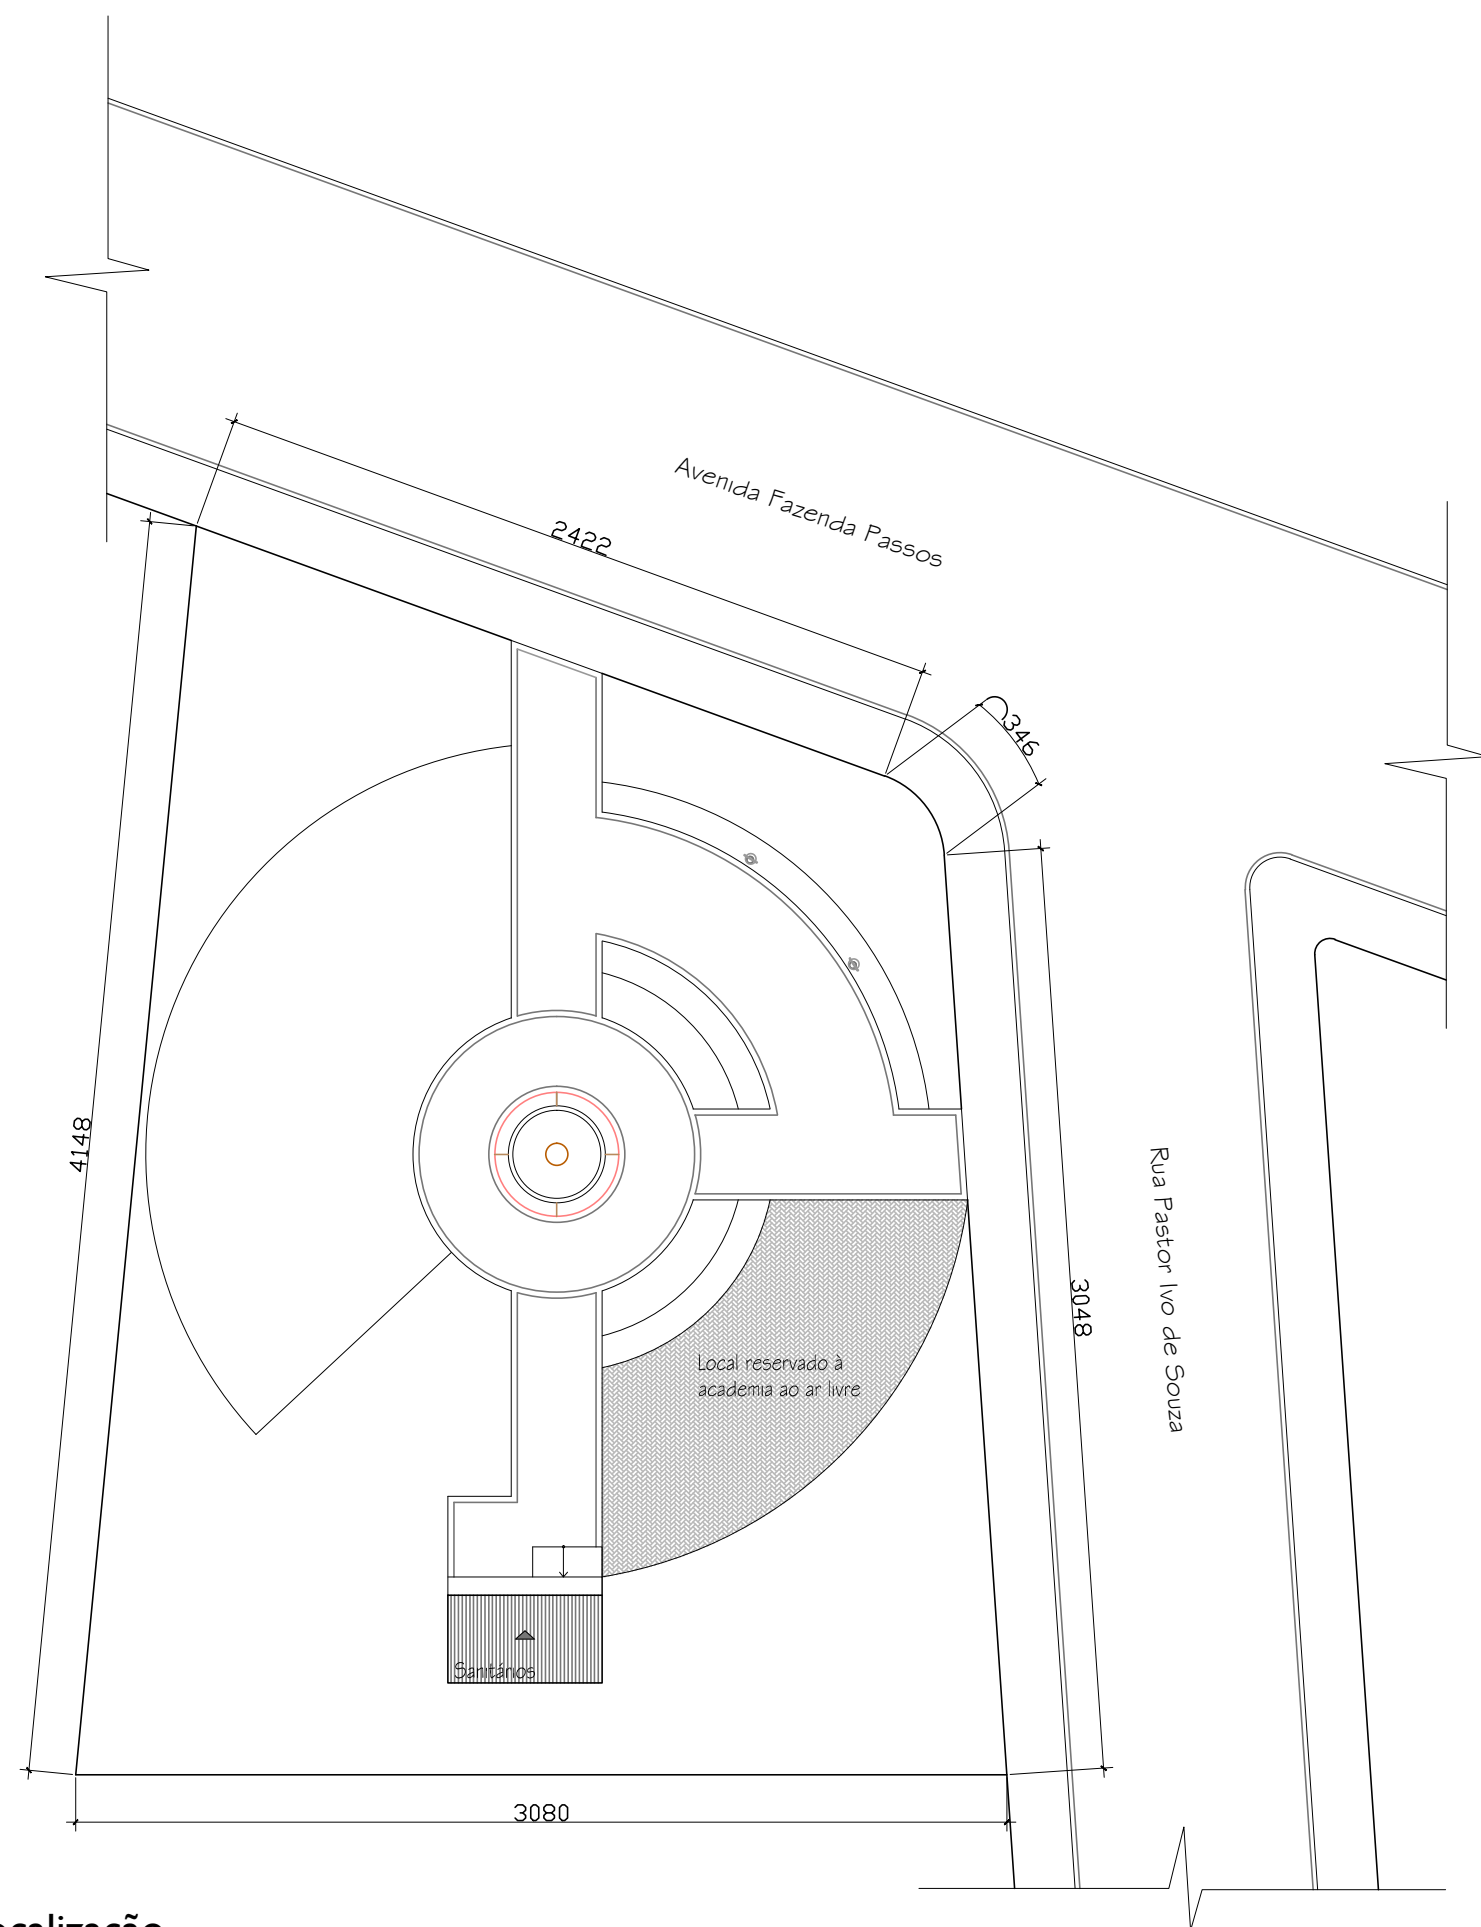 Avenida Fazenda Passos
2422
346
4148
Rua Pastor Ivo de Souza
3048
Local reservado à
academia ao ar livre
Sanitários
3080